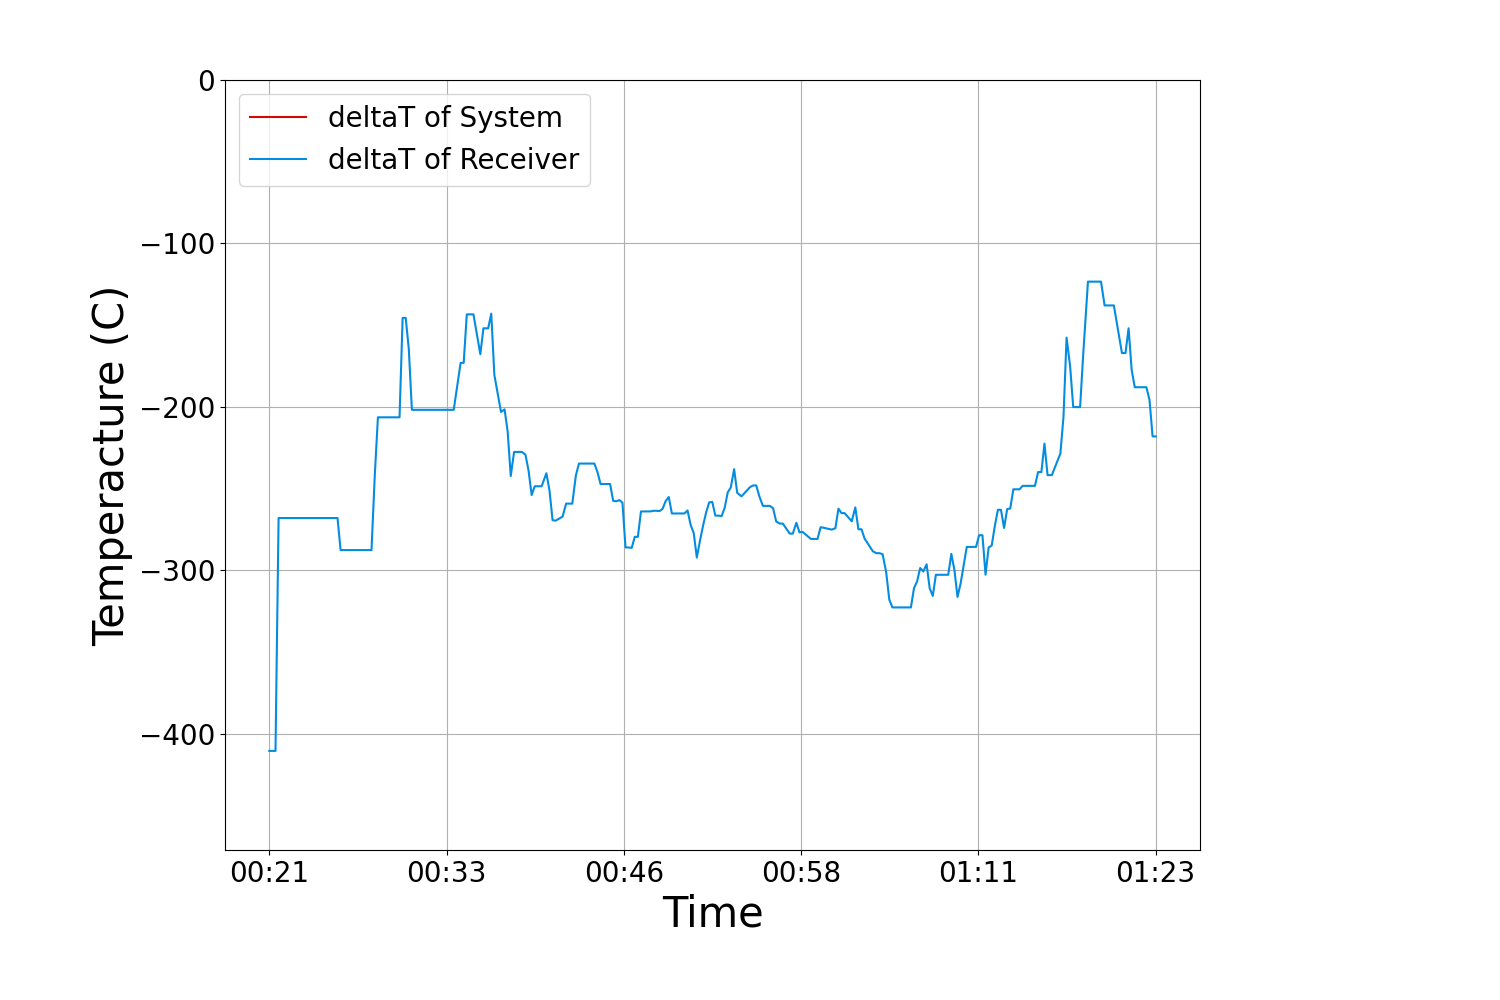 0
deltaT of System
deltaT of Receiver
−100
−200
−300
−400
Temperacture (C)
00:21 00:33 00:46 00:58 01:11 01:23
Time